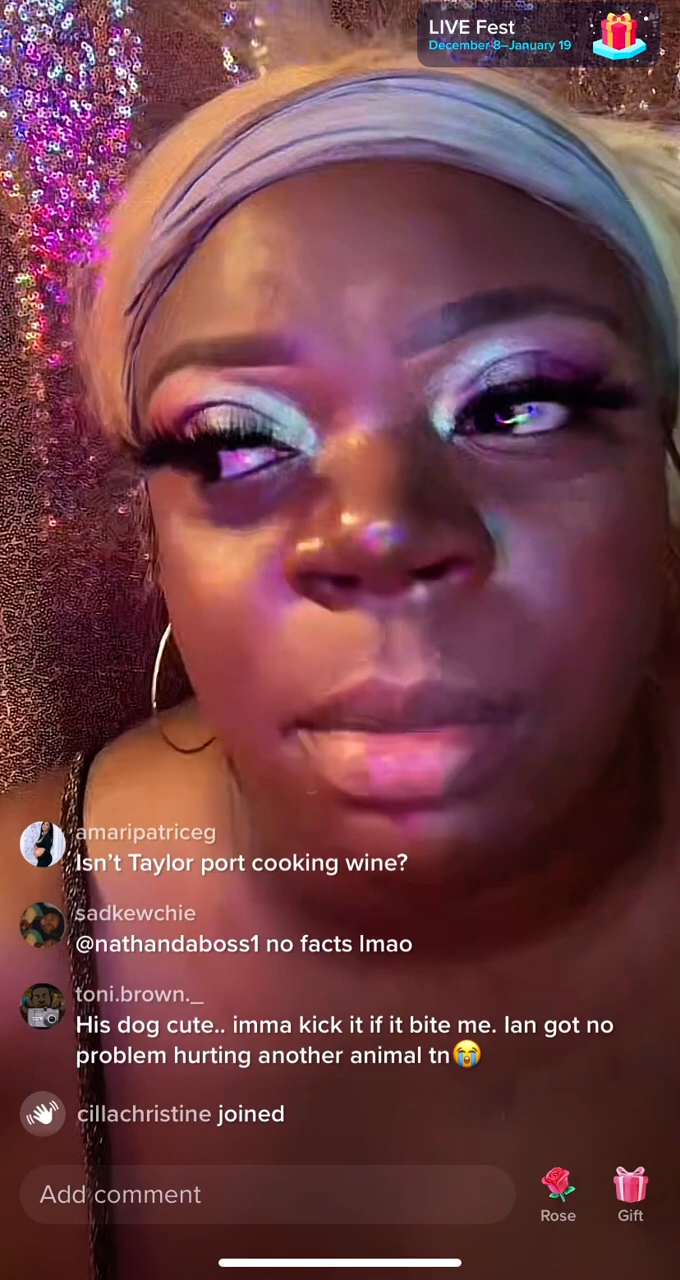 LIVE Fest
December 8–January 19
amaripatriceg
Isn't Taylor port cooking wine?
sadkewchie
@nathandaboss1 no facts lmao
toni.brown._
His dog cute.. imma kick it if it bite me. Ian got no
problem hurting another animal tn😭
cillachristine joined
Add comment
Rose
Gift